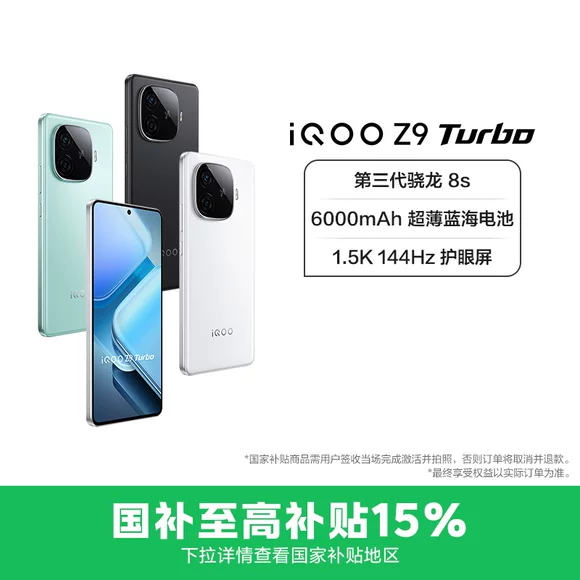 iQOO Z9 Turbo
第三代骁龙 8s
6000mAh 超薄蓝海电池
1.5K 144Hz 护眼屏
iQOO
iQOO
iQOO
iQOO Z9 Turbo
*国家补贴商品需用户签收当场完成激活并拍照，否则订单将取消并退款。
*最终享受权益以实际订单为准。
国补至高补贴15%
下拉详情查看国家补贴地区